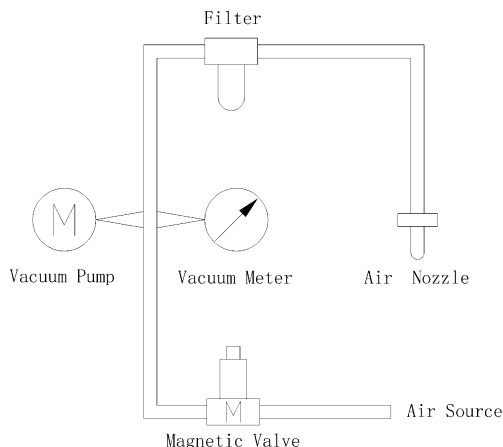 Filter
M
Vacuum Pump
Vacuum Meter
Air Nozzle
M
Air Source
Magnetic Valve